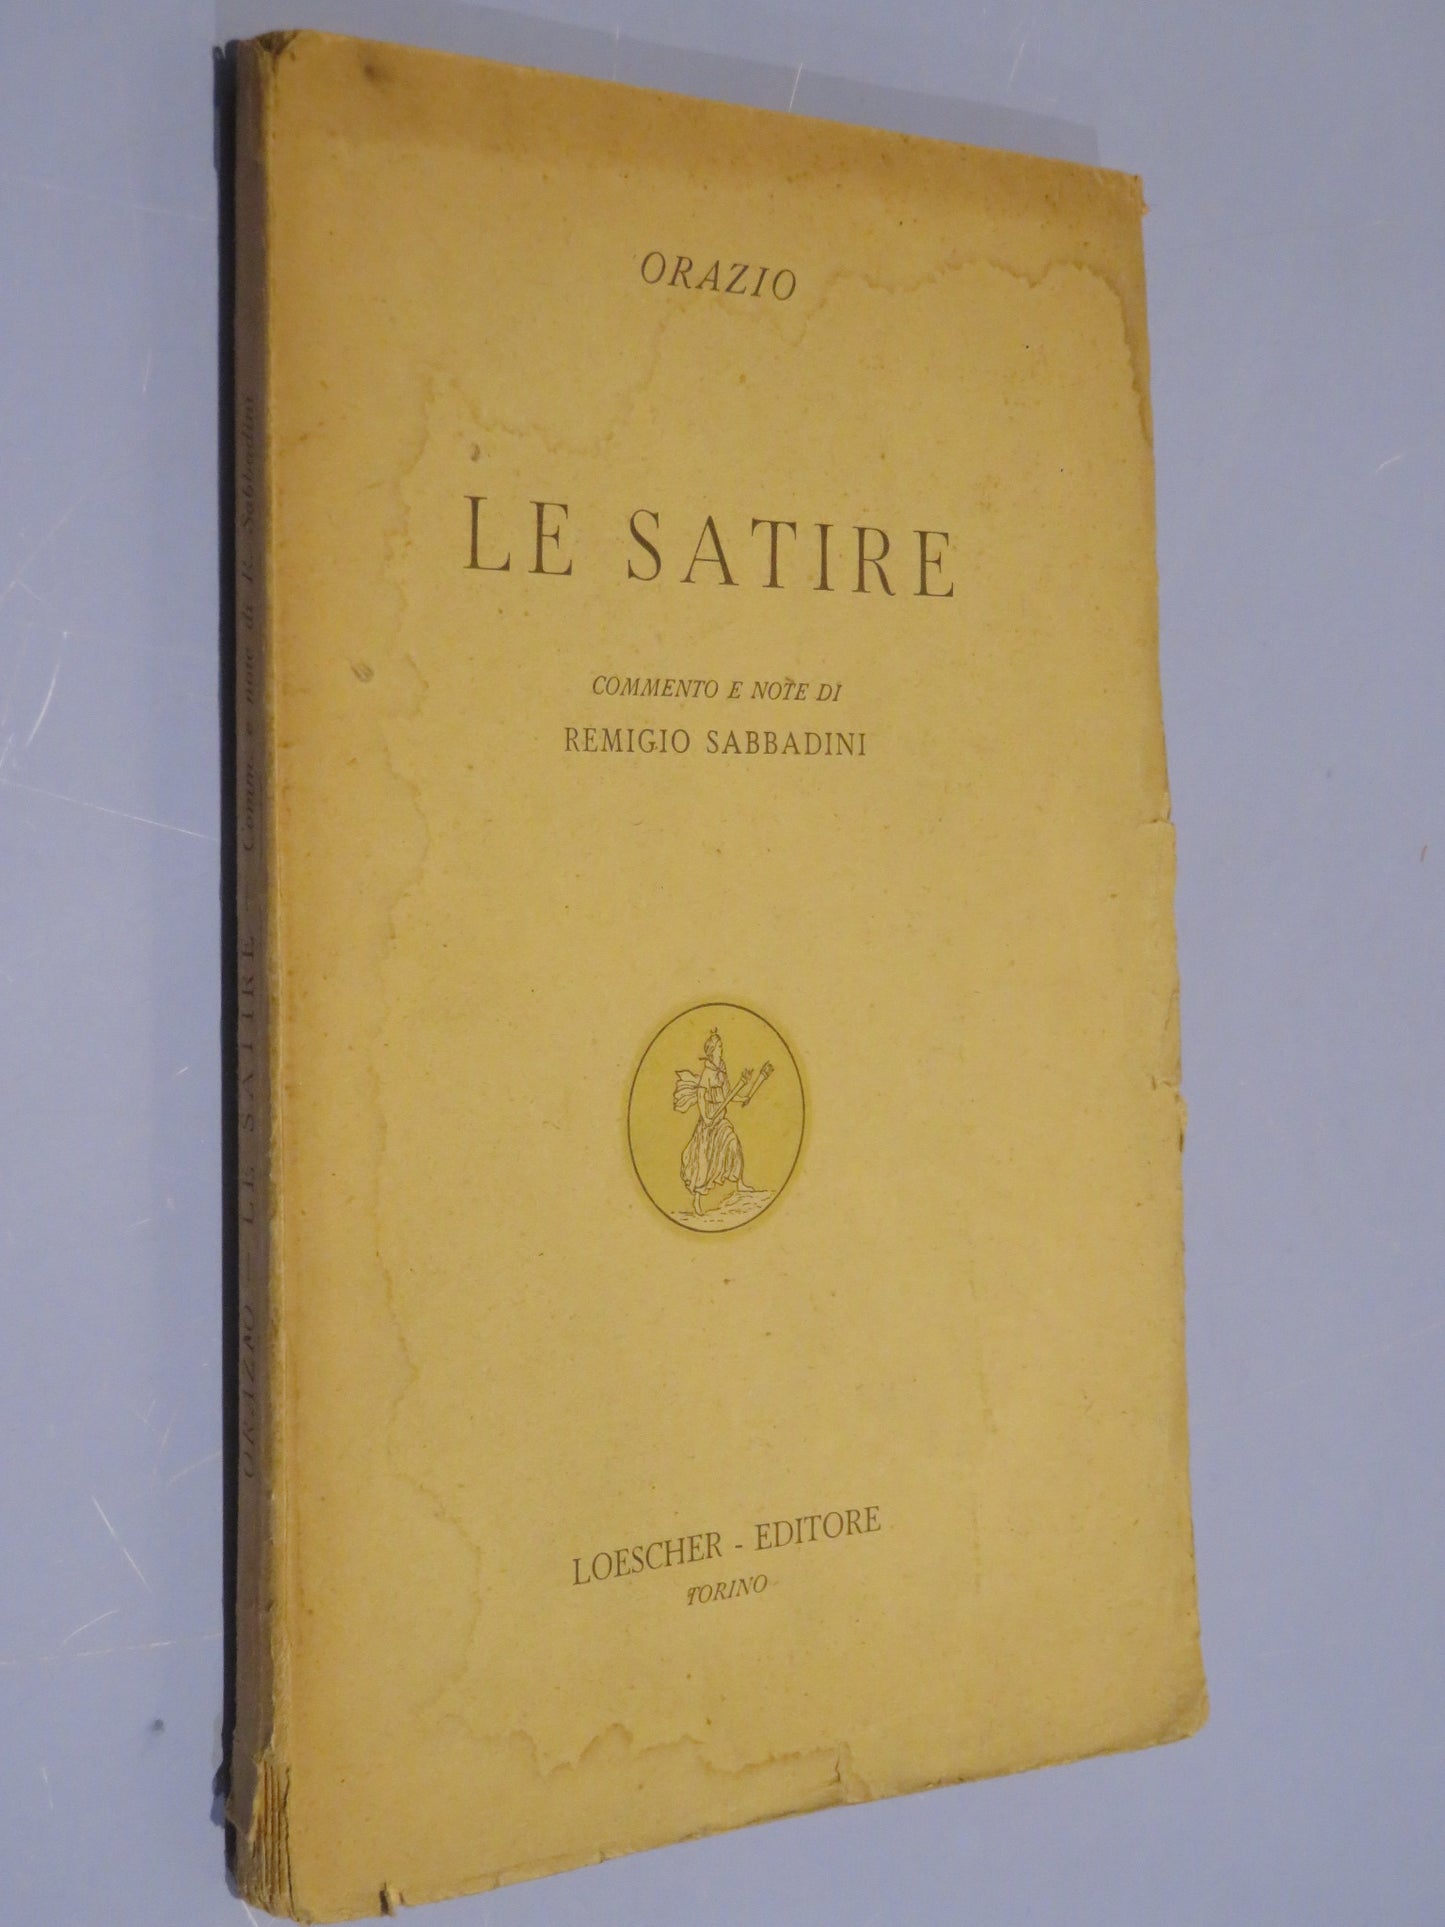 ORAZIO
LE SATIRE
COMMENTO E NOTE DI
REMIGIO SABBADINI
LOESCHER - EDITORE
TORINO
ORAZIO - LE SATIRE - Comm. e note di R. Sabbadini